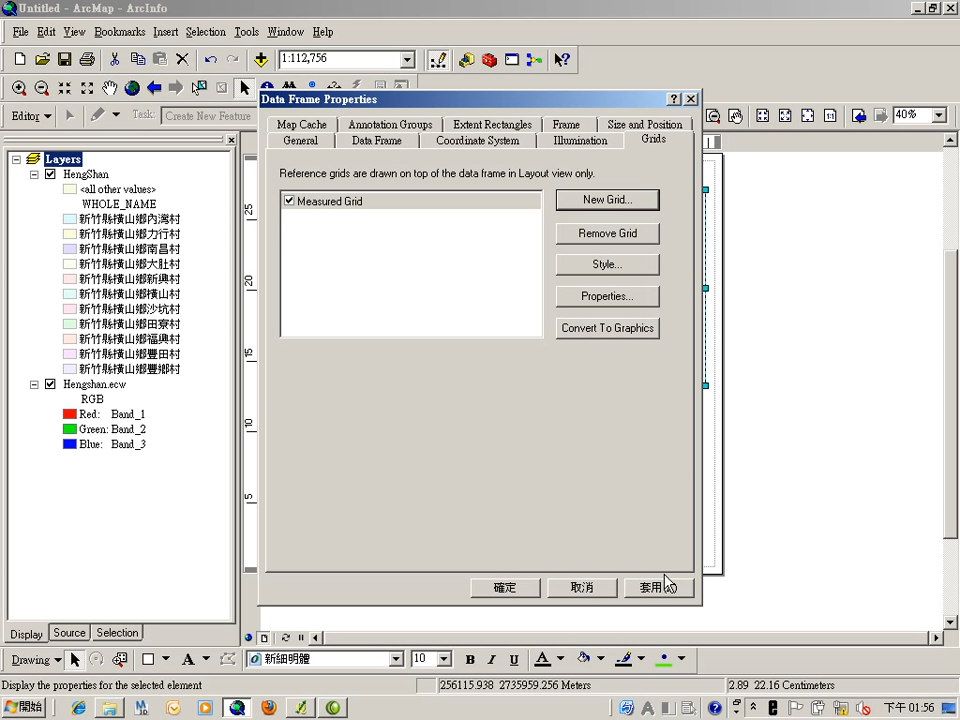 Untitled - ArcMap - ArcInfo
File Edit View Bookmarks Insert Selection Tools Window Help
1:112,756
Editor Task: Create New Feature
40%
Data Frame Properties
Map Cache Annotation Groups Extent Rectangles Frame Size and Position
General Data Frame Coordinate System Illumination Grids
Reference grids are drawn on top of the data frame in Layout view only.
Measured Grid
New Grid...
Remove Grid
Style...
Properties...
Convert To Graphics
確定 取消
Layers
HengShan
<all other values>
WHOLE_NAME
新竹縣橫山鄉內灣村
新竹縣橫山鄉力行村
新竹縣橫山鄉南昌村
新竹縣橫山鄉大肚村
新竹縣橫山鄉新興村
新竹縣橫山鄉橫山村
新竹縣橫山鄉沙坑村
新竹縣橫山鄉田寮村
新竹縣橫山鄉福興村
新竹縣橫山鄉豐田村
新竹縣橫山鄉豐鄉村
Hengshan.ecw
RGB
Red: Band_1
Green: Band_2
Blue: Band_3
25
20
15
10
5
Display Source Selection
Drawing A 新細明體 10 B I U A
Display the properties for the selected element
256115.938 2735959.256 Meters
2.89 22.16 Centimeters
開始
下午 01:56